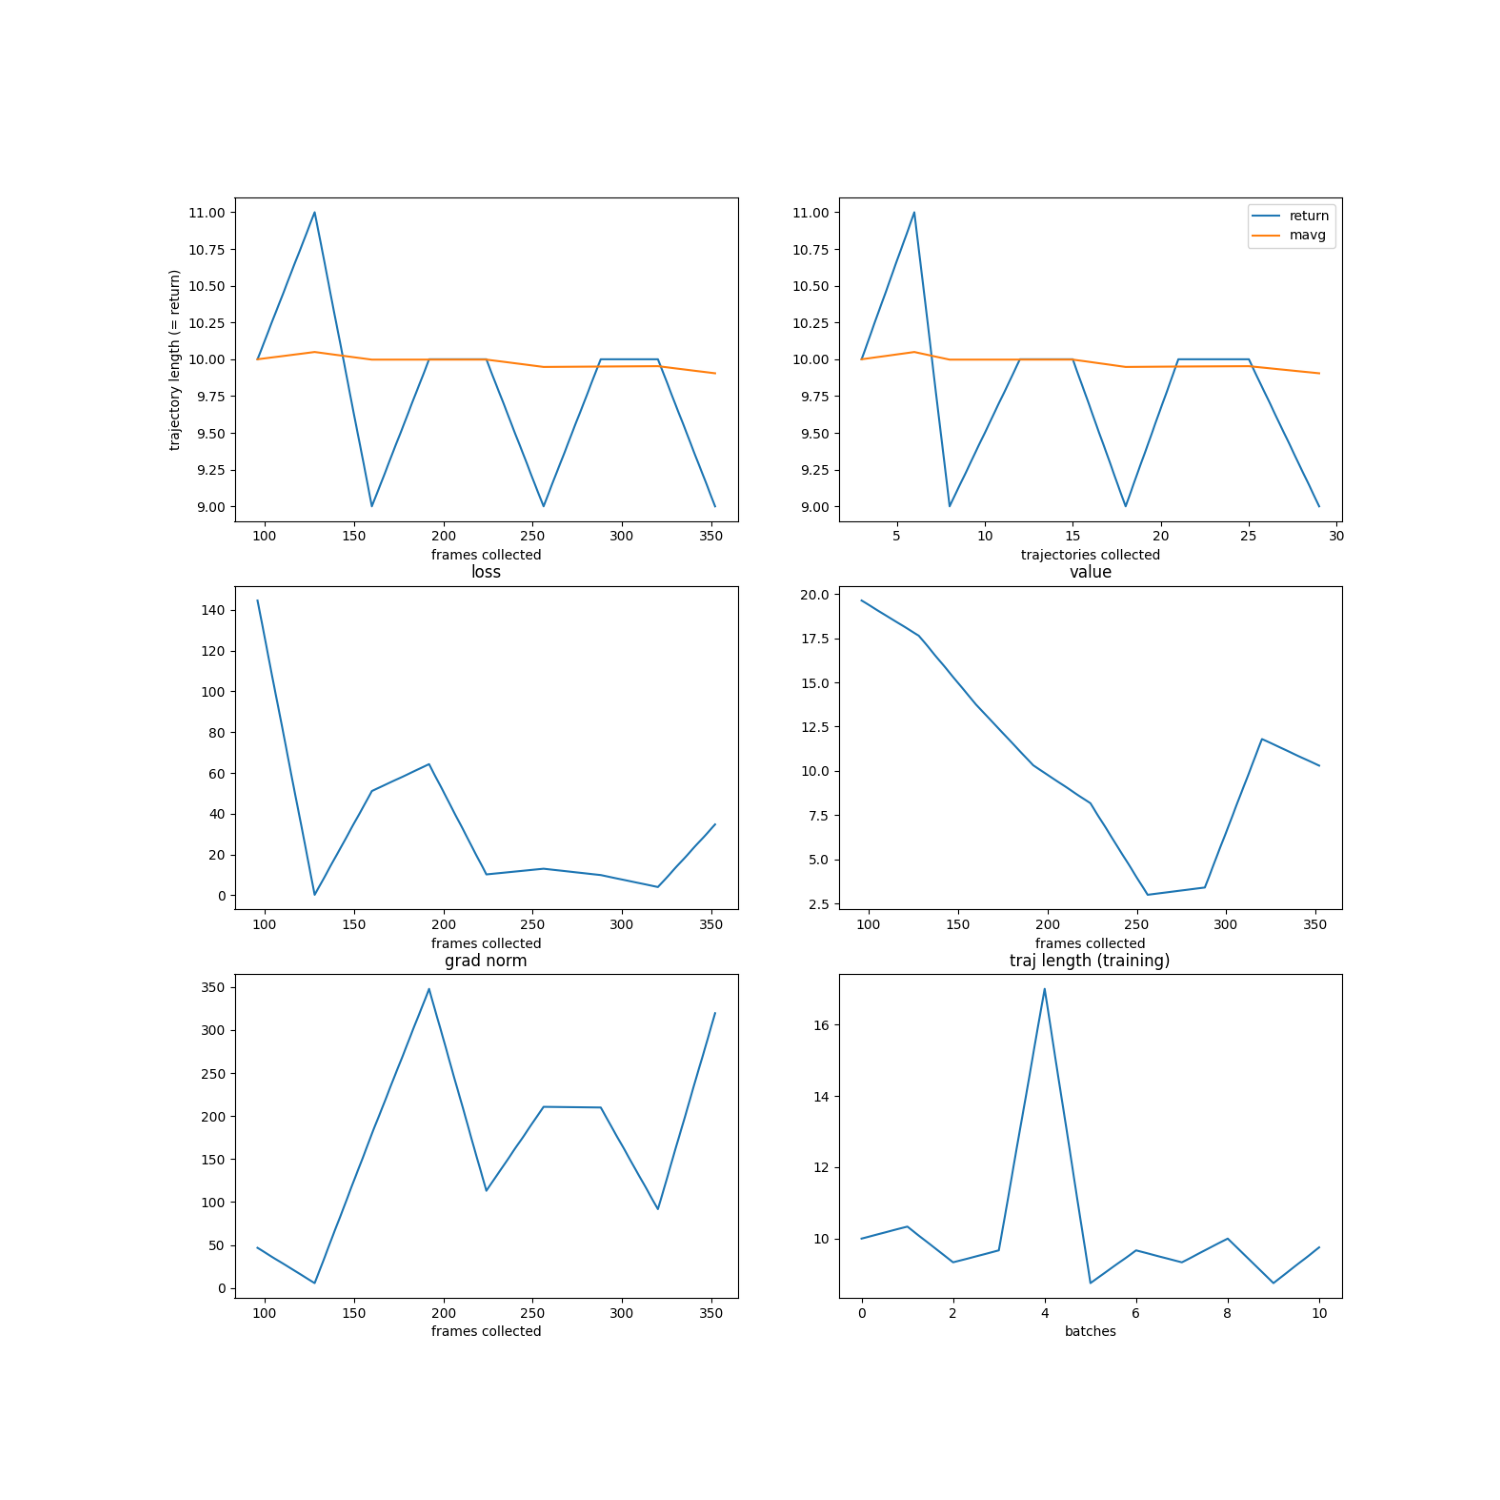 11.00
10.75
10.50
10.25
10.00
9.75
9.50
9.25
9.00
trajectory length (= return)
100 150 200 250 300 350
frames collected
11.00
10.75
10.50
10.25
10.00
9.75
9.50
9.25
9.00
return
mavg
5 10 15 20 25 30
trajectories collected
loss
140
120
100
80
60
40
20
0
100 150 200 250 300 350
frames collected
value
20.0
17.5
15.0
12.5
10.0
7.5
5.0
2.5
100 150 200 250 300 350
frames collected
grad norm
350
300
250
200
150
100
50
0
100 150 200 250 300 350
frames collected
traj length (training)
16
14
12
10
0 2 4 6 8 10
batches